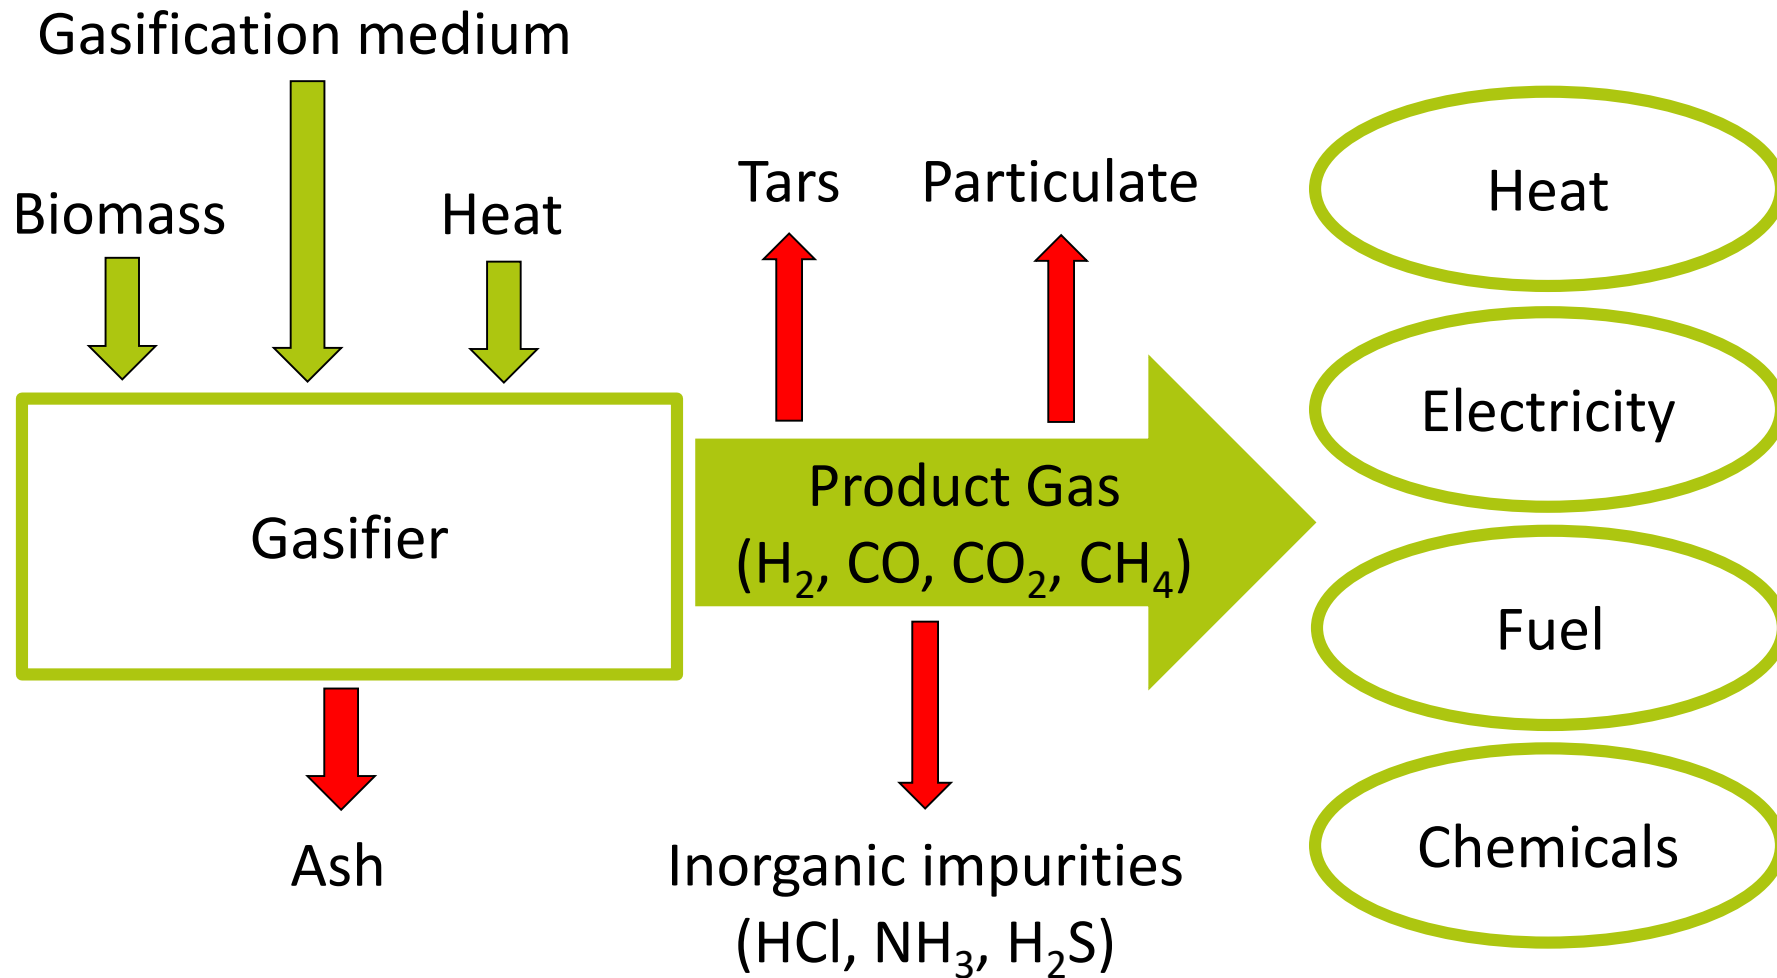 Gasification medium
Biomass
Heat
Gasifier
Ash
Tars
Particulate
Product Gas
(H₂, CO, CO₂, CH₄)
Inorganic impurities
(HCl, NH₃, H₂S)
Heat
Electricity
Fuel
Chemicals